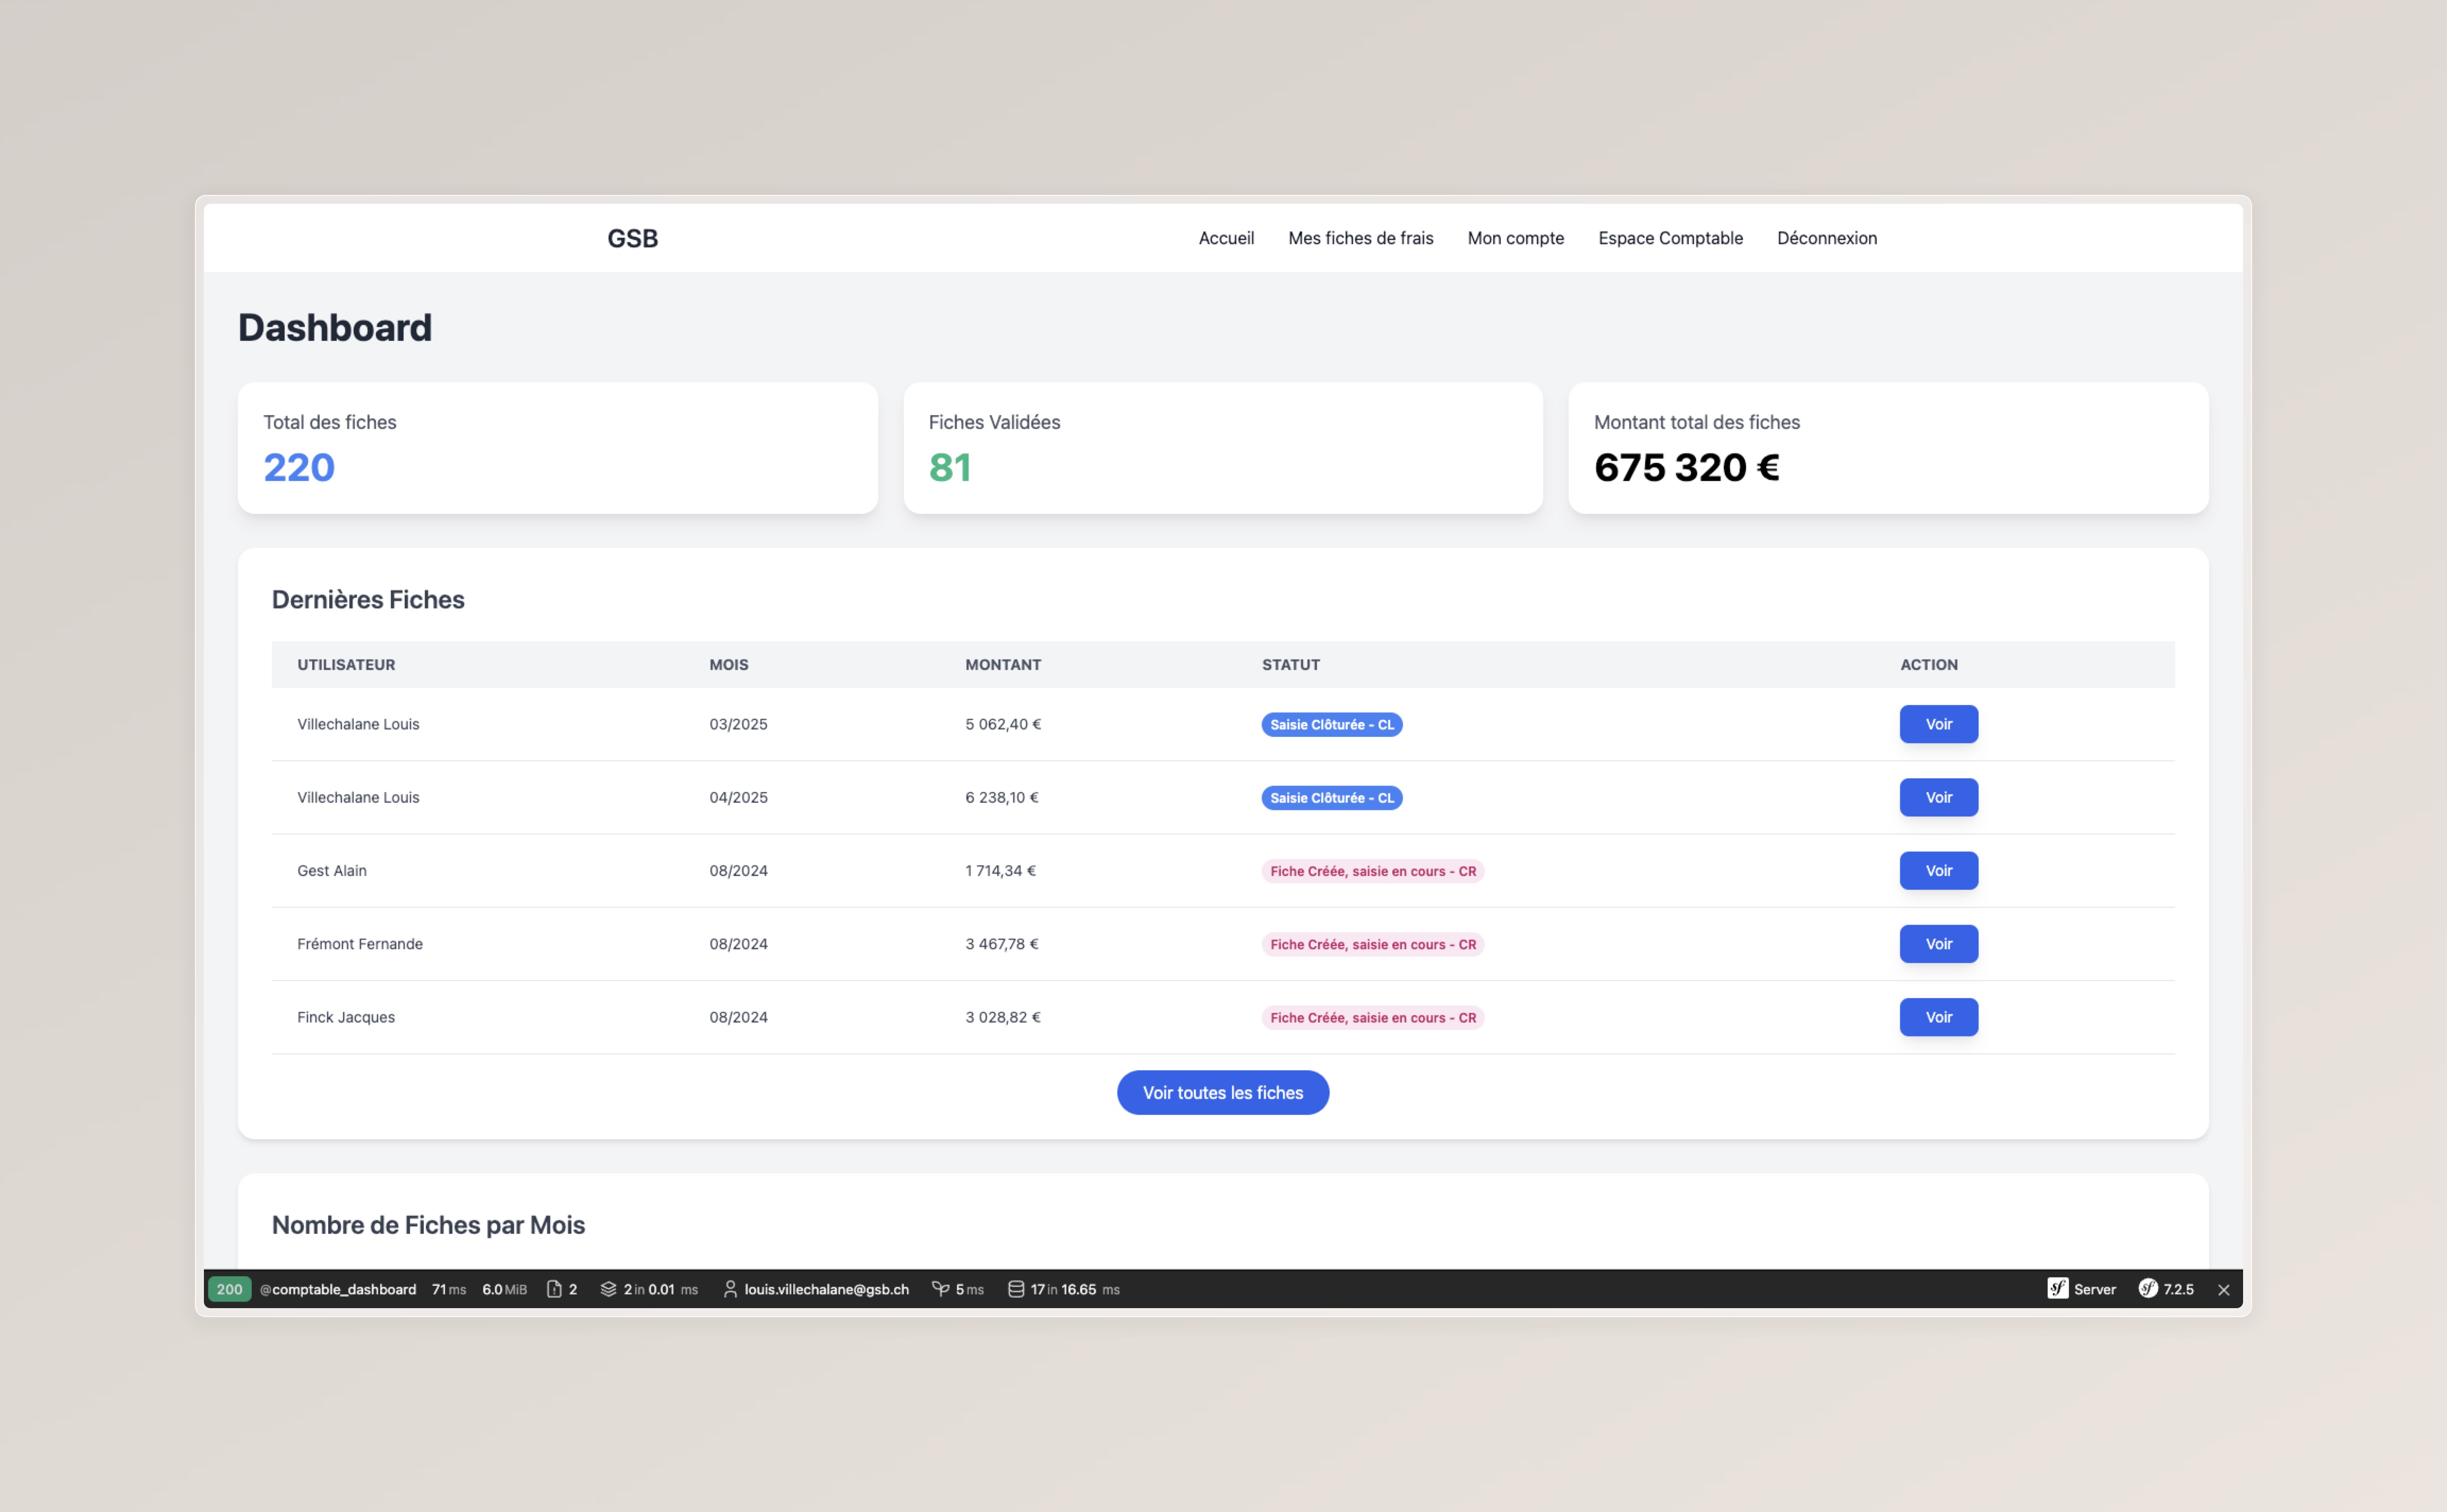 GSB Accueil Mes fiches de frais Mon compte Espace Comptable Déconnexion
Dashboard
Total des fiches
220
Fiches Validées
81
Montant total des fiches
675 320 €
Dernières Fiches
UTILISATEUR MOIS MONTANT STATUT ACTION
Villechalane Louis 03/2025 5 062,40 € Saisie Clôturée - CL Voir
Villechalane Louis 04/2025 6 238,10 € Saisie Clôturée - CL Voir
Gest Alain 08/2024 1 714,34 € Fiche Créée, saisie en cours - CR Voir
Frémont Fernande 08/2024 3 467,78 € Fiche Créée, saisie en cours - CR Voir
Finck Jacques 08/2024 3 028,82 € Fiche Créée, saisie en cours - CR Voir
Voir toutes les fiches
Nombre de Fiches par Mois
200 @comptable_dashboard 71 ms 6.0 MiB 2 2 in 0.01 ms louis.villechalane@gsb.ch 5 ms 17 in 16.65 ms sf Server sf 7.2.5